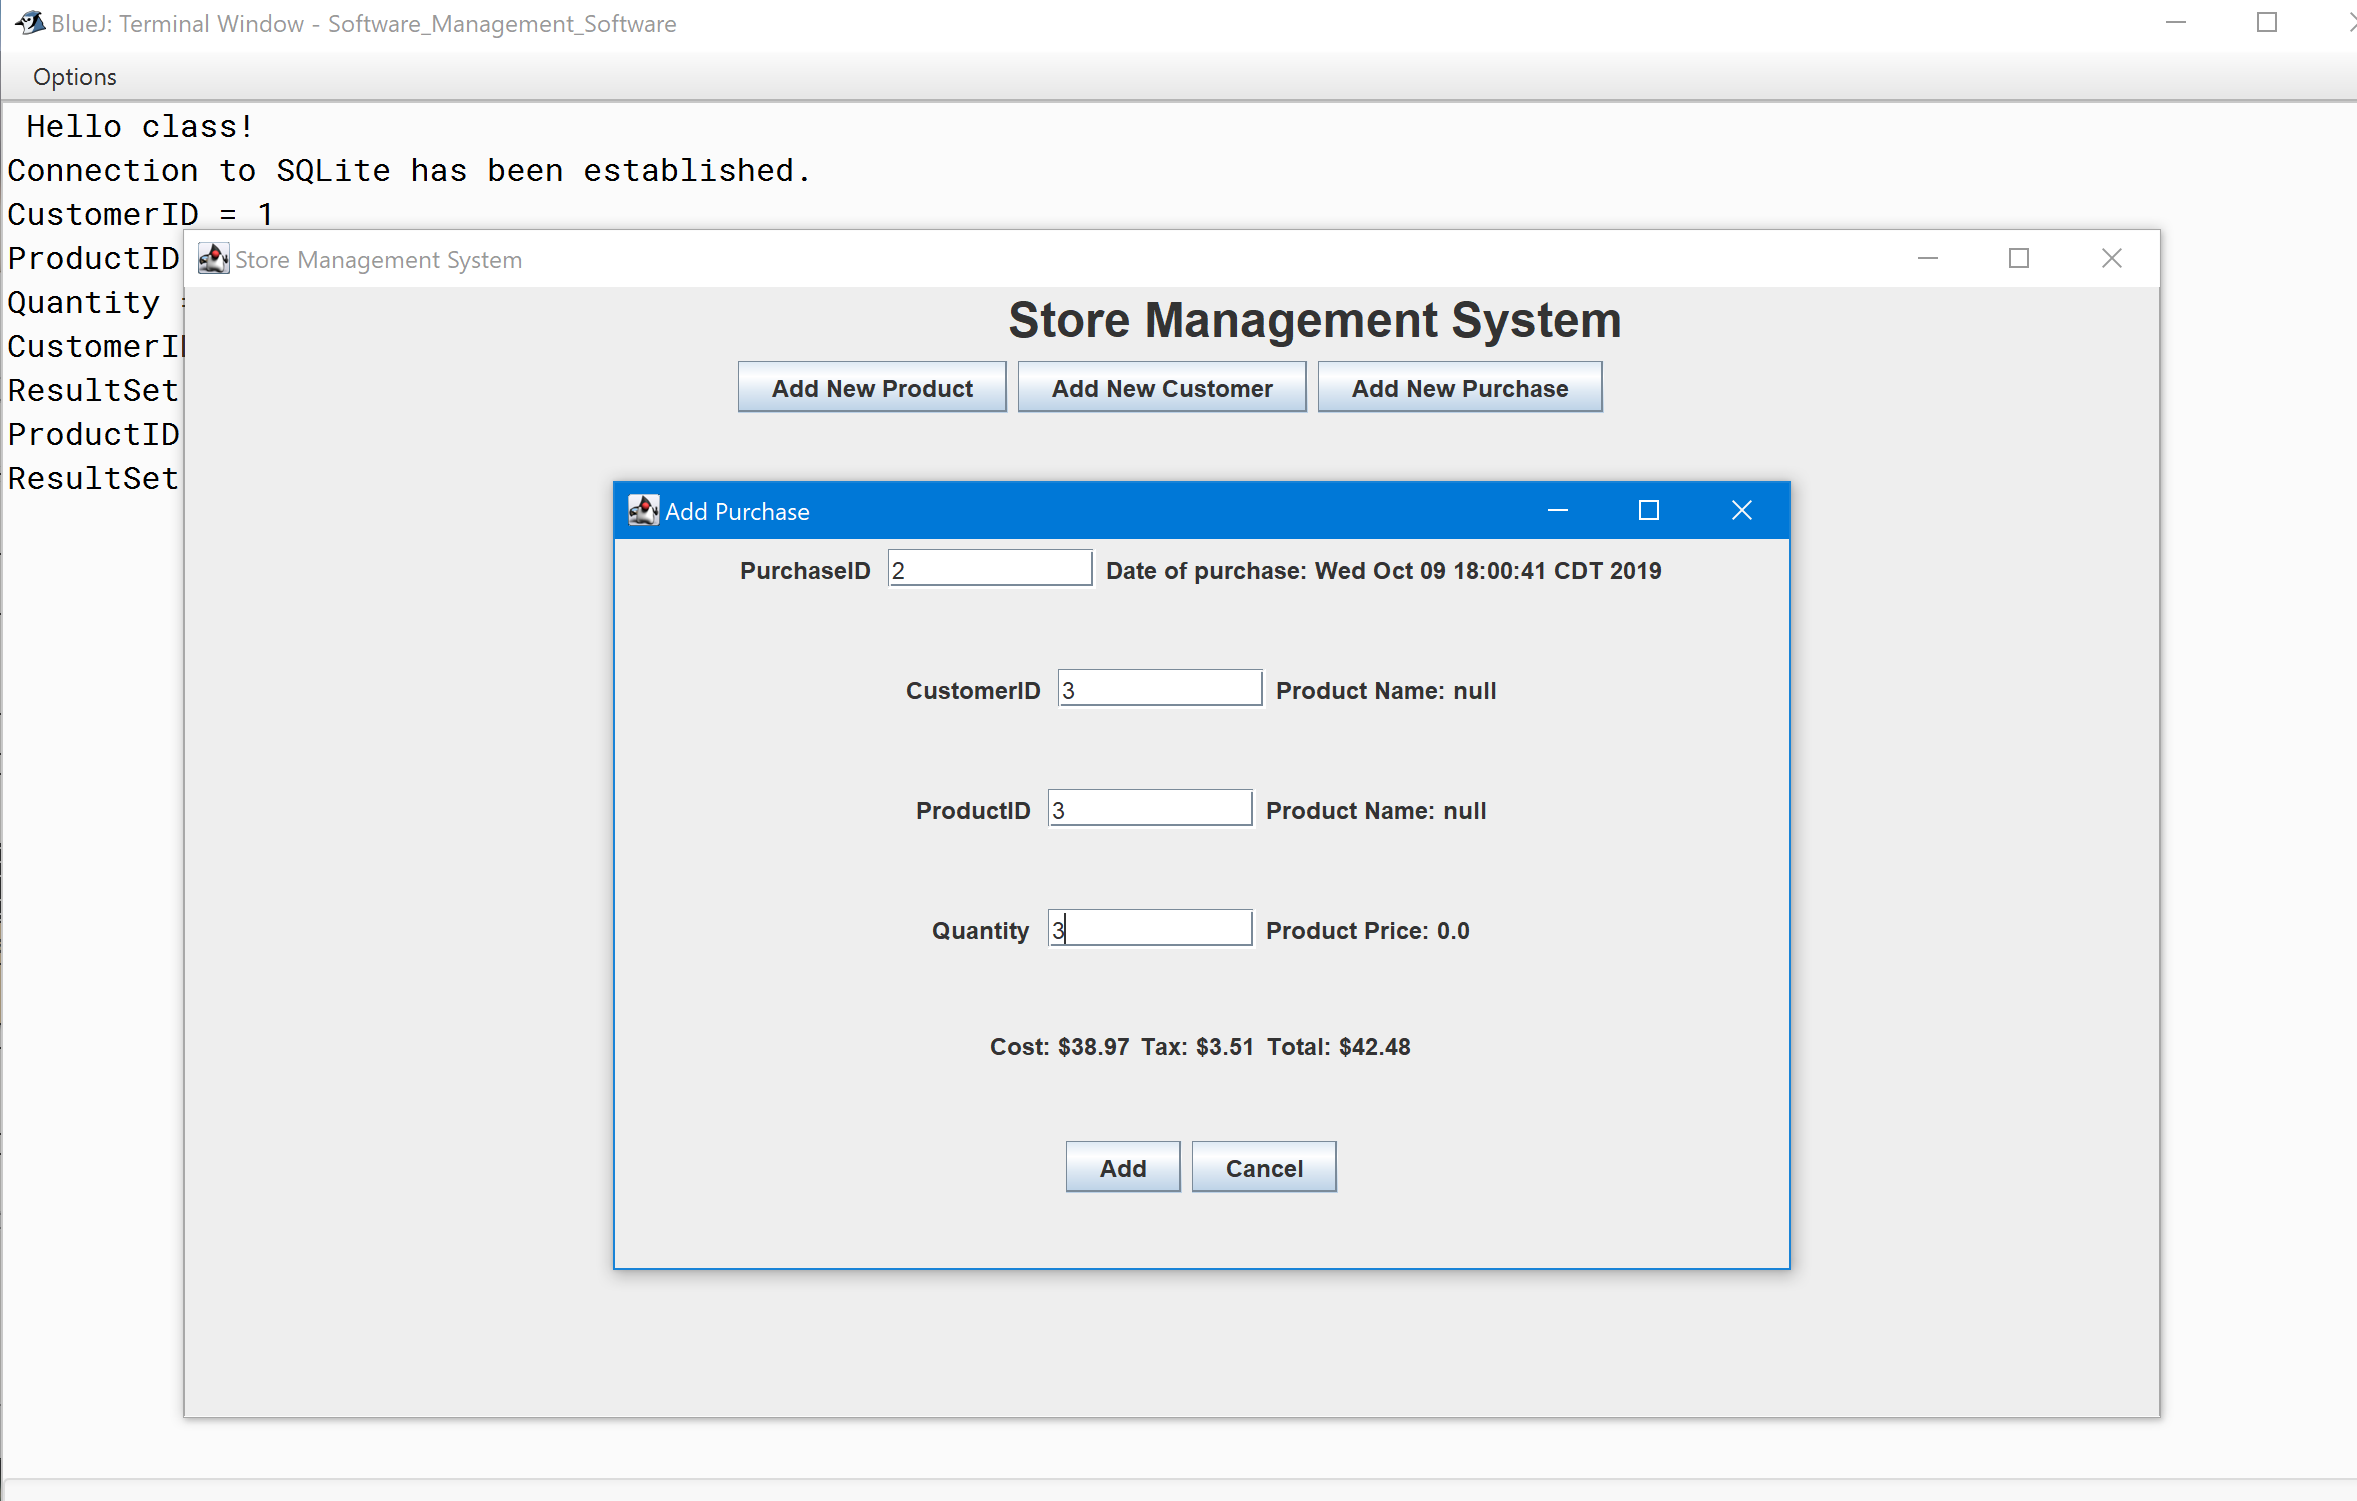 BlueJ: Terminal Window - Software_Management_Software
Options
Hello class!
Connection to SQLite has been established.
CustomerID = 1
ProductID
Quantity
ResultSet
ProductID
ResultSet
Store Management System
Store Management System
Add New Product Add New Customer Add New Purchase
Add Purchase
PurchaseID 2 Date of purchase: Wed Oct 09 18:00:41 CDT 2019
CustomerID 3 Product Name: null
ProductID 3 Product Name: null
Quantity 3 Product Price: 0.0
Cost: $38.97 Tax: $3.51 Total: $42.48
Add Cancel